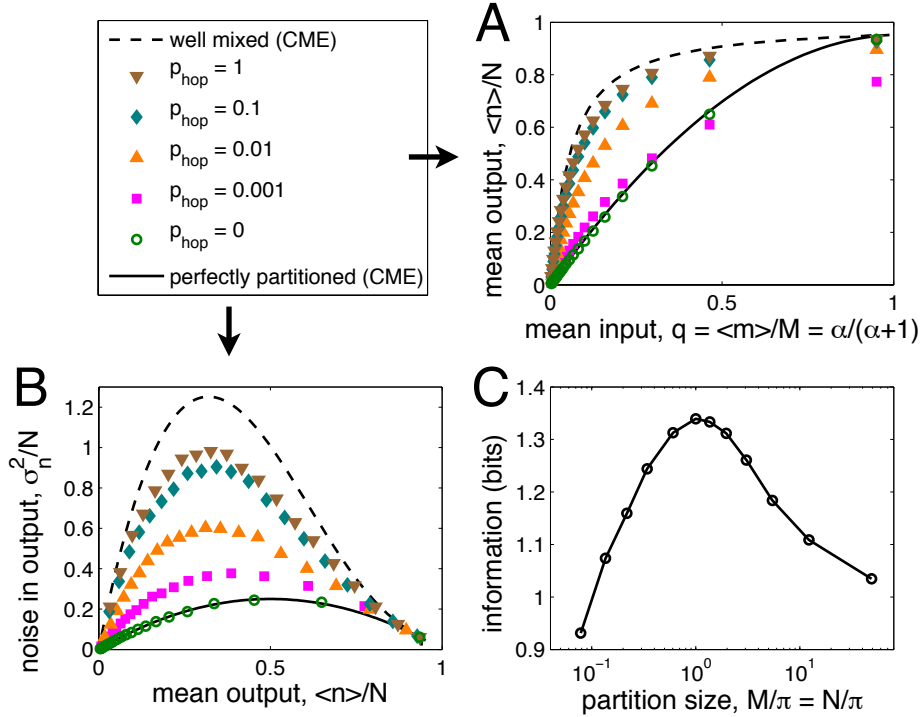 well mixed (CME)
p_hop = 1
p_hop = 0.1
p_hop = 0.01
p_hop = 0.001
p_hop = 0
perfectly partitioned (CME)
A
mean output, <n>/N
1
0.8
0.6
0.4
0.2
0
0 0.5 1
mean input, q = <m>/M = α/(α+1)
B
noise in output, σ_n^2/N
1.2
1
0.8
0.6
0.4
0.2
0
0 0.5 1
mean output, <n>/N
C
information (bits)
1.4
1.3
1.2
1.1
1
0.9
10^-1 10^0 10^1
partition size, M/π = N/π